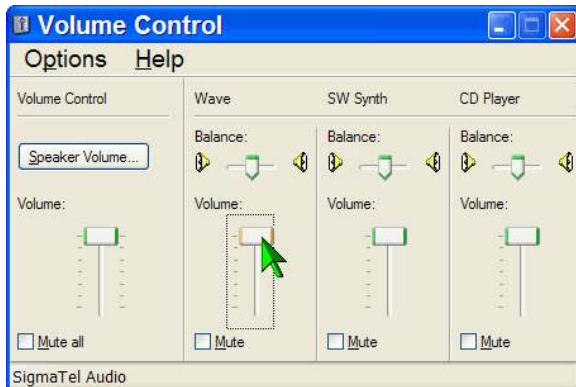 Volume Control
Options Help
Volume Control Wave SW Synth CD Player
Balance: Balance: Balance:
Speaker Volume...
Volume: Volume: Volume: Volume:
Mute all Mute Mute Mute
SigmaTel Audio